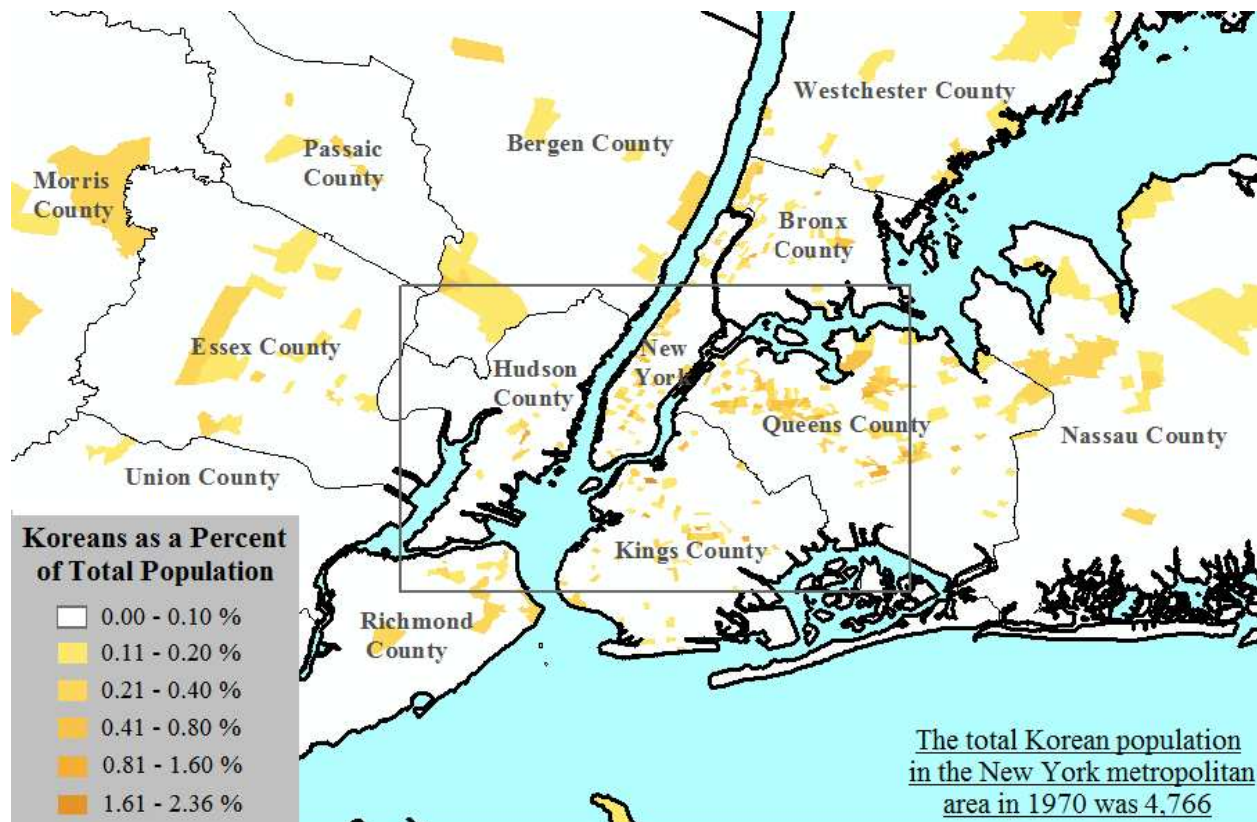 Westchester County
Bergen County
Passaic
County
Morris
County
Bronx
County
Essex County
New
York
Hudson
County
Queens County
Nassau County
Union County
Kings County
Richmond
County
Koreans as a Percent
of Total Population
0.00 - 0.10 %
0.11 - 0.20 %
0.21 - 0.40 %
0.41 - 0.80 %
0.81 - 1.60 %
1.61 - 2.36 %
The total Korean population
in the New York metropolitan
area in 1970 was 4,766